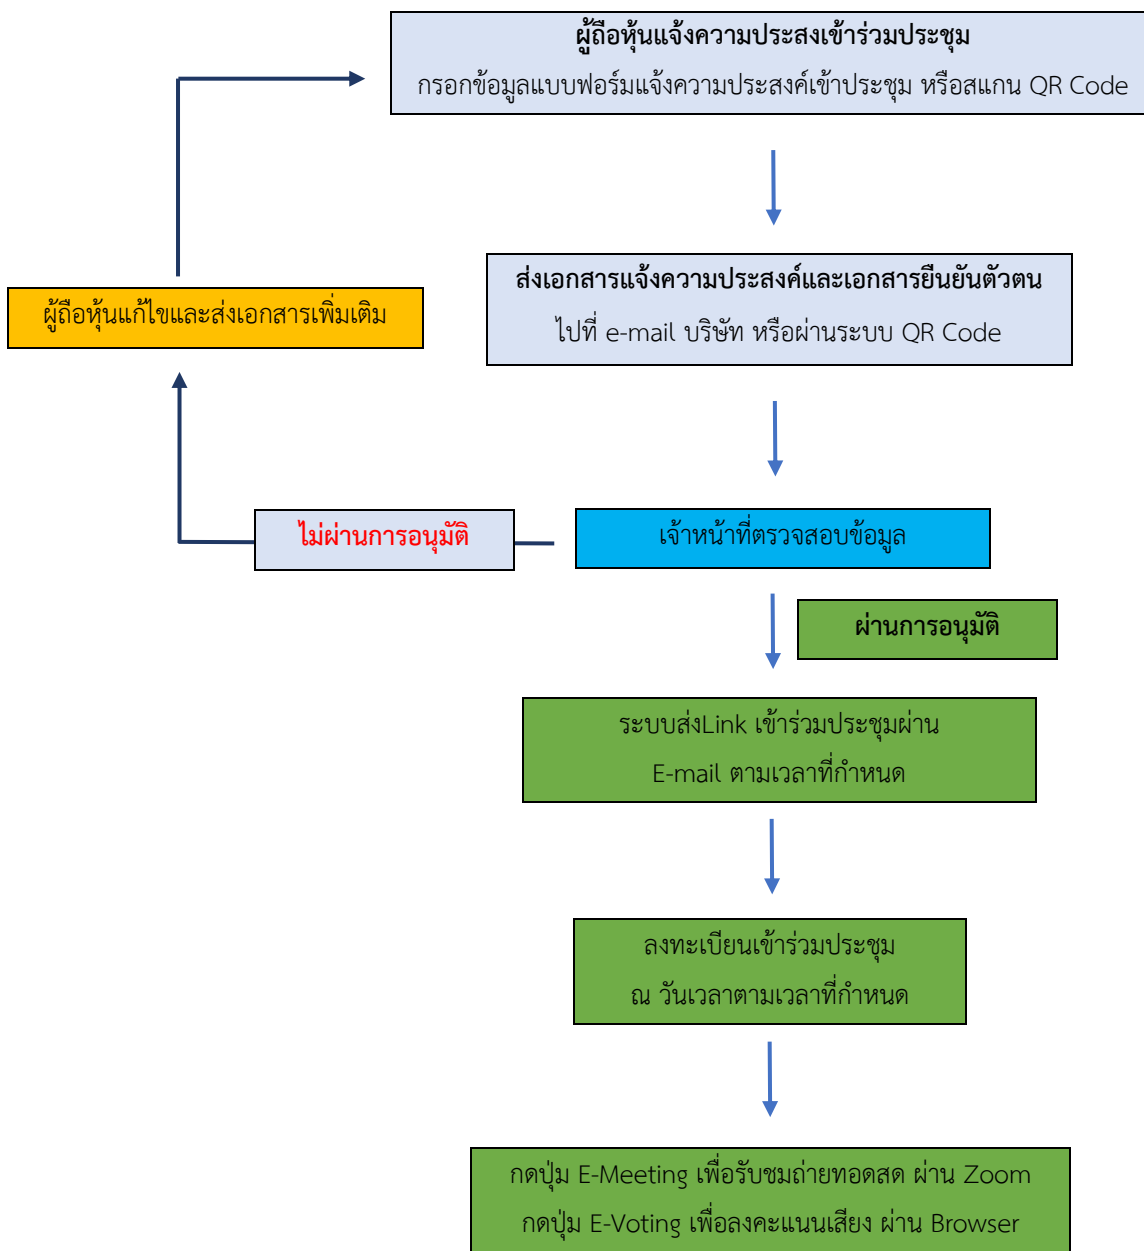 ผู้ถือหุ้นแจ้งความประสงเข้าร่วมประชุม
กรอกข้อมูลแบบฟอร์มแจ้งความประสงค์เข้าประชุม หรือสแกน QR Code
ส่งเอกสารแจ้งความประสงค์และเอกสารยืนยันตัวตน
ไปที่ e-mail บริษัท หรือผ่านระบบ QR Code
ผู้ถือหุ้นแก้ไขและส่งเอกสารเพิ่มเติม
ไม่ผ่านการอนุมัติ
เจ้าหน้าที่ตรวจสอบข้อมูล
ผ่านการอนุมัติ
ระบบส่งLink เข้าร่วมประชุมผ่าน
E-mail ตามเวลาที่กำหนด
ลงทะเบียนเข้าร่วมประชุม
ณ วันเวลาตามเวลาที่กำหนด
กดปุ่ม E-Meeting เพื่อรับชมถ่ายทอดสด ผ่าน Zoom
กดปุ่ม E-Voting เพื่อลงคะแนนเสียง ผ่าน Browser